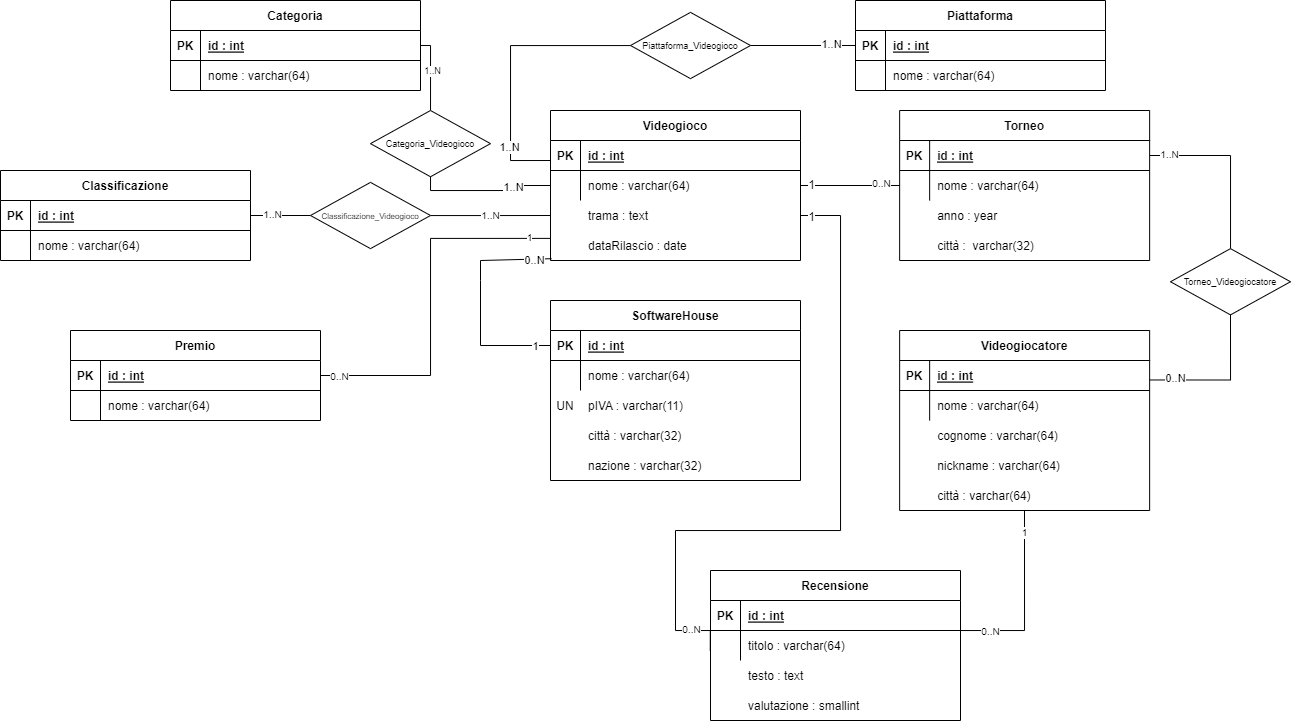 Categoria
PK id : int
nome : varchar(64)
1..N
Categoria_Videogioco
1..N
Piattaforma_Videogioco
1..N
1..N
Piattaforma
PK id : int
nome : varchar(64)
Classificazione
PK id : int
nome : varchar(64)
1..N
Classificazione_Videogioco
1..N
Videogioco
PK id : int
nome : varchar(64)
trama : text
dataRilascio : date
1
0..N
1
1
0..N
Torneo
PK id : int
nome : varchar(64)
anno : year
città : varchar(32)
1..N
Torneo_Videogiocatore
0..N
Premio
PK id : int
nome : varchar(64)
0..N
SoftwareHouse
1
PK id : int
nome : varchar(64)
UN pIVA : varchar(11)
città : varchar(32)
nazione : varchar(32)
Videogiocatore
PK id : int
nome : varchar(64)
cognome : varchar(64)
nickname : varchar(64)
città : varchar(64)
1
Recensione
PK id : int
titolo : varchar(64)
testo : text
valutazione : smallint
0..N
0..N